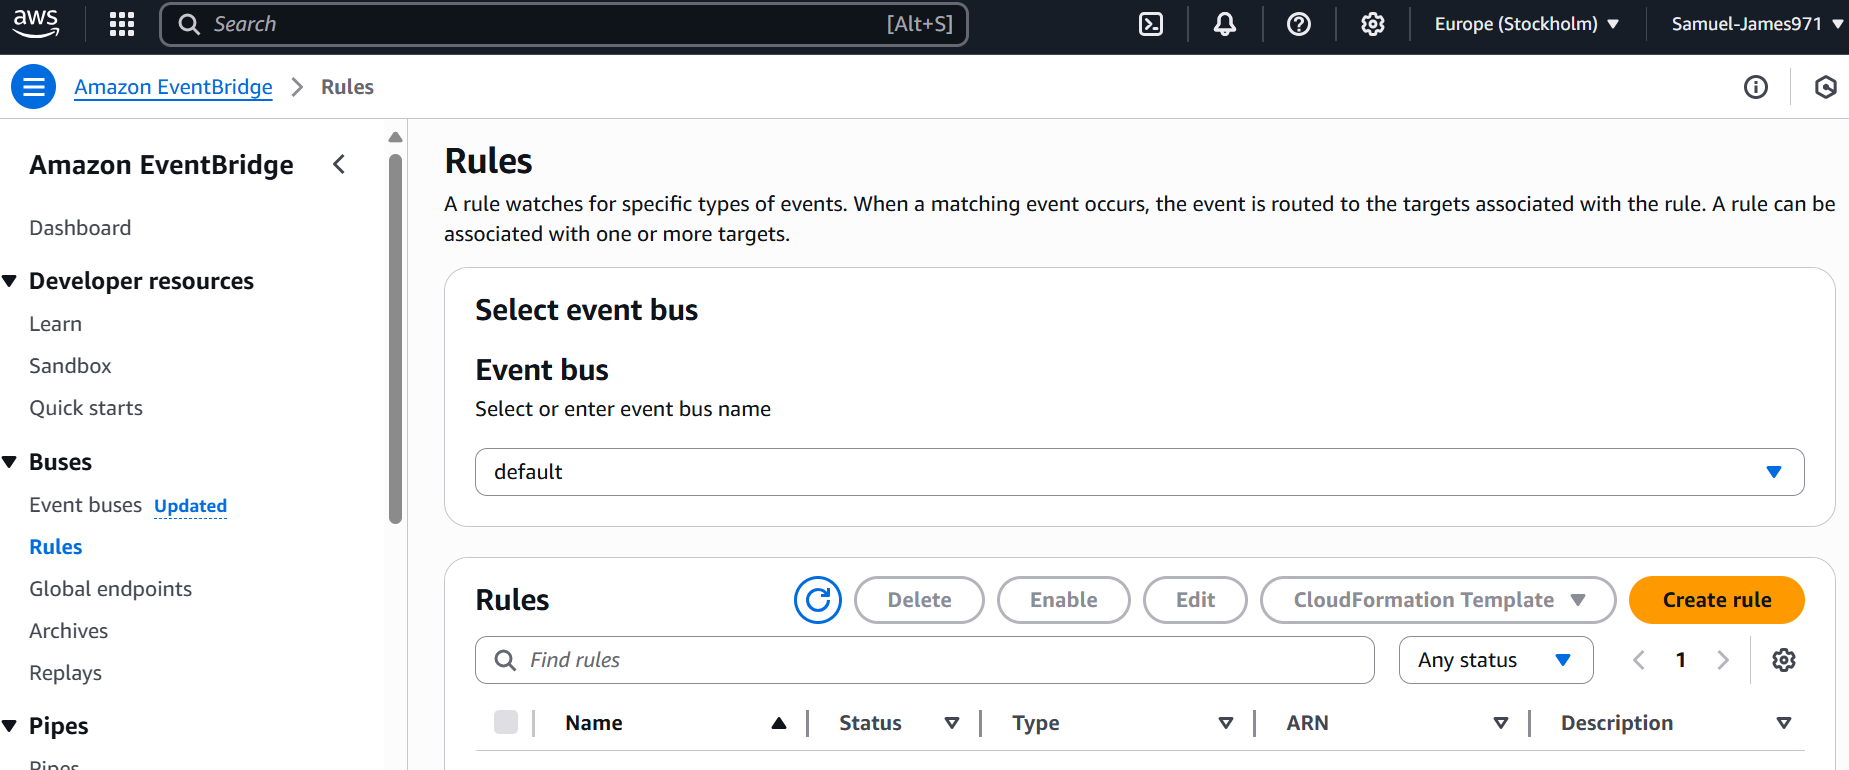 aws
Search [Alt+S]
Europe (Stockholm)
Samuel-James971
Amazon EventBridge
Rules
Amazon EventBridge
Dashboard
Developer resources
Learn
Sandbox
Quick starts
Buses
Event buses Updated
Rules
Global endpoints
Archives
Replays
Pipes
Pipes
Rules
A rule watches for specific types of events. When a matching event occurs, the event is routed to the targets associated with the rule. A rule can be
associated with one or more targets.
Select event bus
Event bus
Select or enter event bus name
default
Rules
Delete
Enable
Edit
CloudFormation Template
Create rule
Find rules
Any status
1
Name
Status
Type
ARN
Description